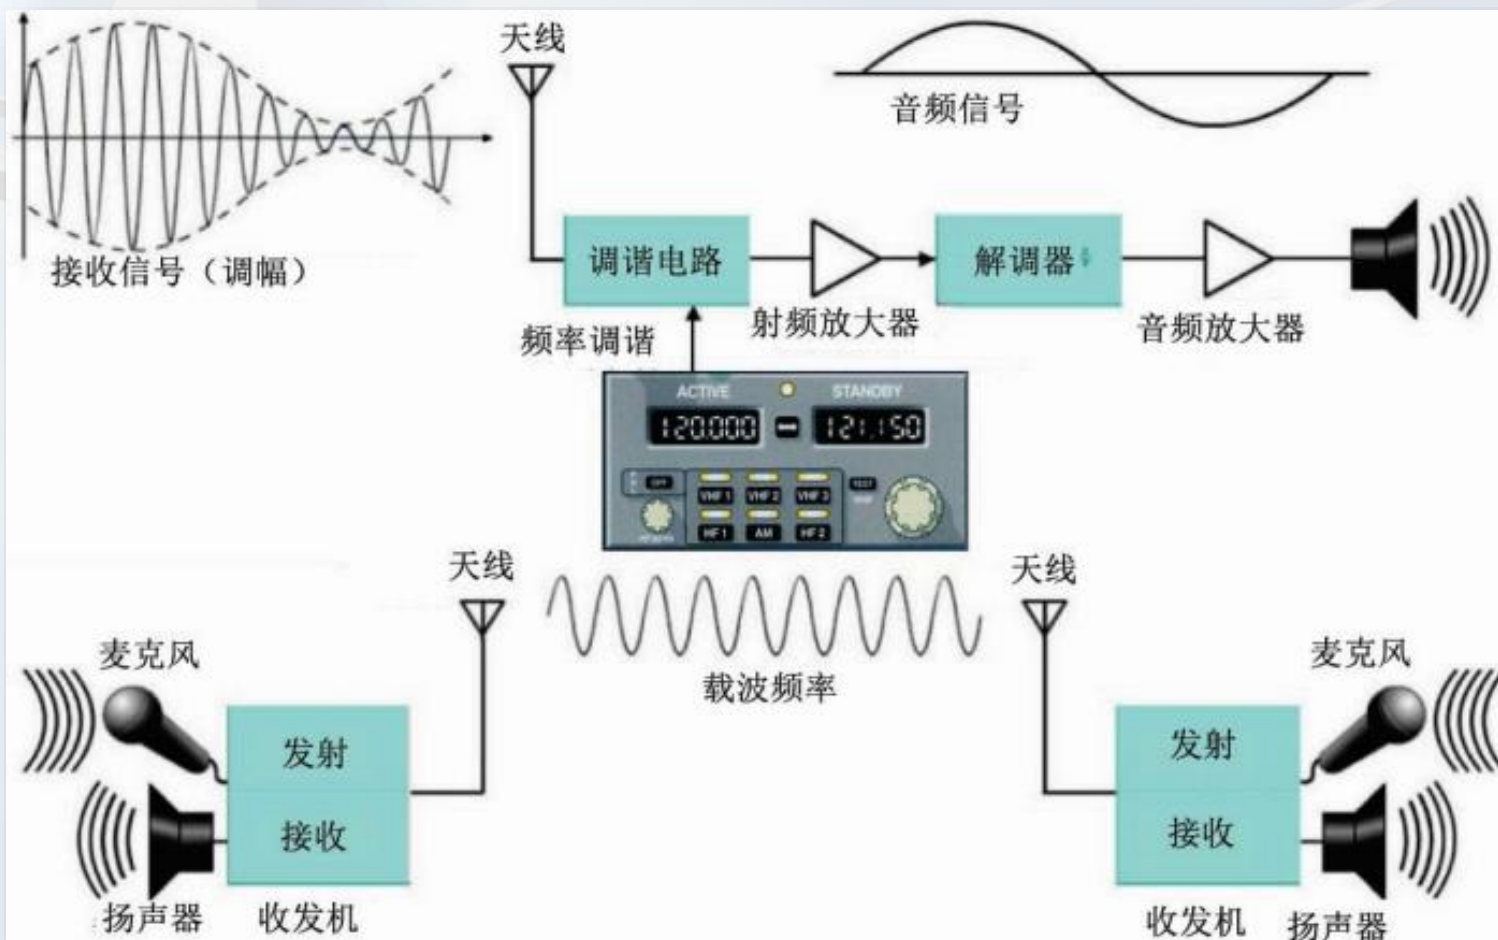 天线
音频信号
接收信号（调幅）
调谐电路
解调器
射频放大器
音频放大器
频率调谐
ACTIVE
STANDBY
120.000
121.150
OFF
VHF 1
VHF 2
VHF 3
TEST
HF 1
AM
HF 2
天线
天线
载波频率
麦克风
麦克风
发射
接收
发射
接收
扬声器
收发机
收发机
扬声器